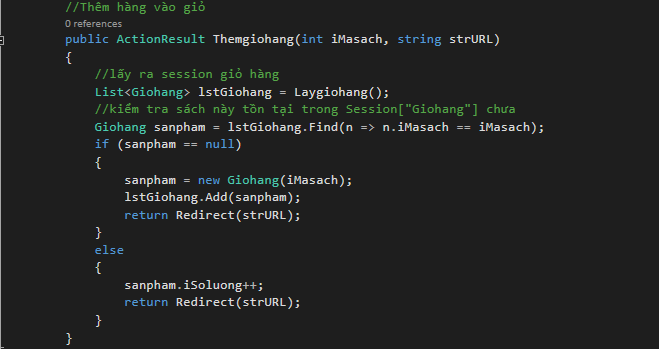 //Thêm hàng vào giỏ
0 references
public ActionResult Themgiohang(int iMasach, string strURL)
{
//lấy ra session giỏ hàng
List<Giohang> lstGiohang = Laygiohang();
//kiểm tra sách này tồn tại trong Session["Giohang"] chưa
Giohang sanpham = lstGiohang.Find(n => n.iMasach == iMasach);
if (sanpham == null)
{
sanpham = new Giohang(iMasach);
lstGiohang.Add(sanpham);
return Redirect(strURL);
}
else
{
sanpham.iSoluong++;
return Redirect(strURL);
}
}